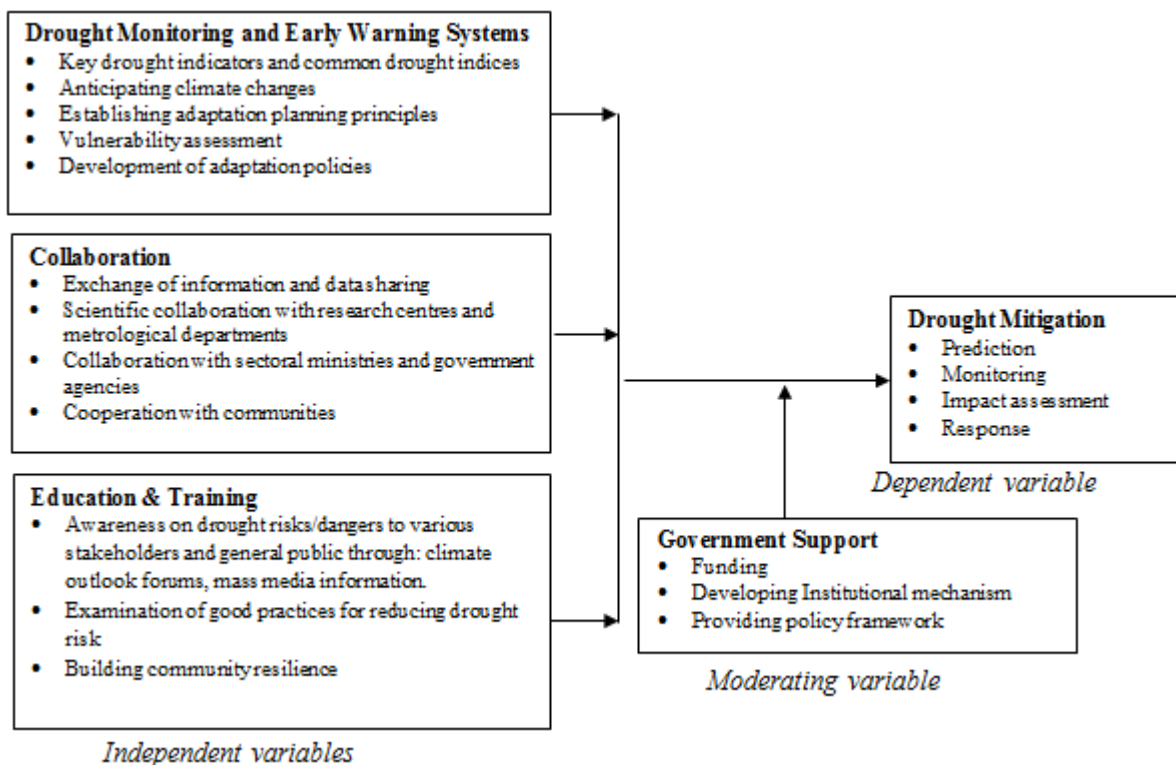 Drought Monitoring and Early Warning Systems
• Key drought indicators and common drought indices
• Anticipating climate changes
• Establishing adaptation planning principles
• Vulnerability assessment
• Development of adaptation policies
Collaboration
• Exchange of information and data sharing
• Scientific collaboration with research centres and
metrological departments
• Collaboration with sectoral ministries and government
agencies
• Cooperation with communities
Education & Training
• Awareness on drought risks/dangers to various
stakeholders and general public through: climate
outlook forums, mass media information.
• Examination of good practices for reducing drought
risk
• Building community resilience
Independent variables
Drought Mitigation
• Prediction
• Monitoring
• Impact assessment
• Response
Dependent variable
Government Support
• Funding
• Developing Institutional mechanism
• Providing policy framework
Moderating variable